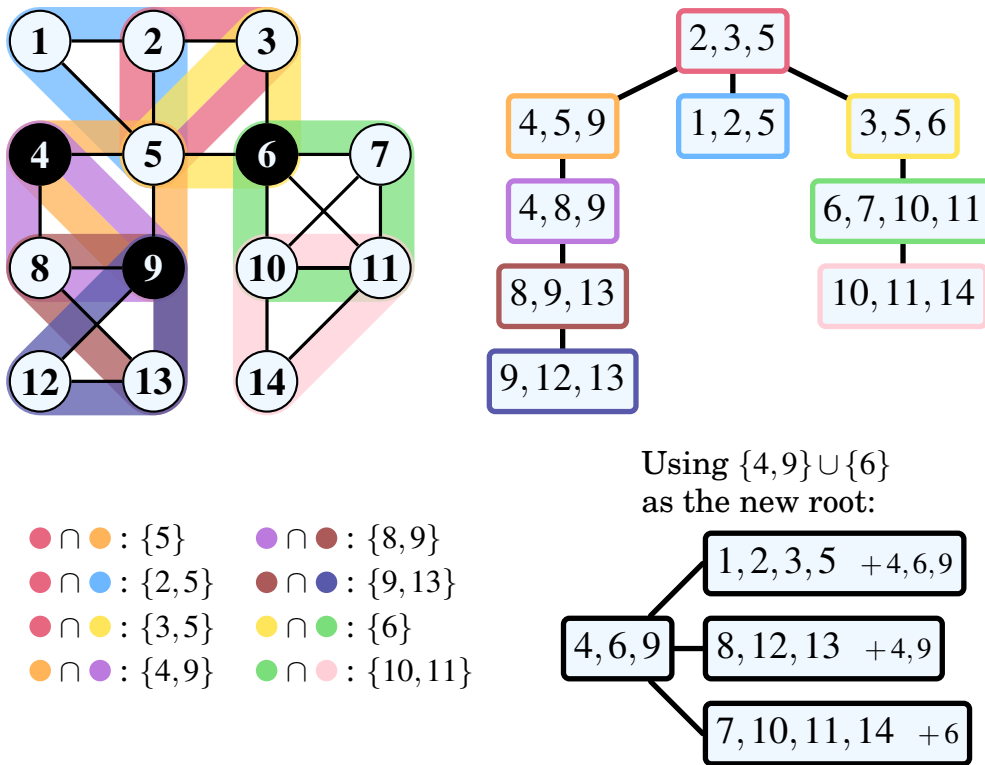 1 2 3
4 5 6 7
8 9 10 11
12 13 14
2, 3, 5
4, 5, 9 1, 2, 5 3, 5, 6
4, 8, 9 6, 7, 10, 11
8, 9, 13 10, 11, 14
9, 12, 13
∩ : {5}
∩ : {2, 5}
∩ : {3, 5}
∩ : {4, 9}
∩ : {8, 9}
∩ : {9, 13}
∩ : {6}
∩ : {10, 11}
Using {4, 9} ∪ {6}
as the new root:
1, 2, 3, 5 + 4, 6, 9
4, 6, 9 8, 12, 13 + 4, 9
7, 10, 11, 14 + 6